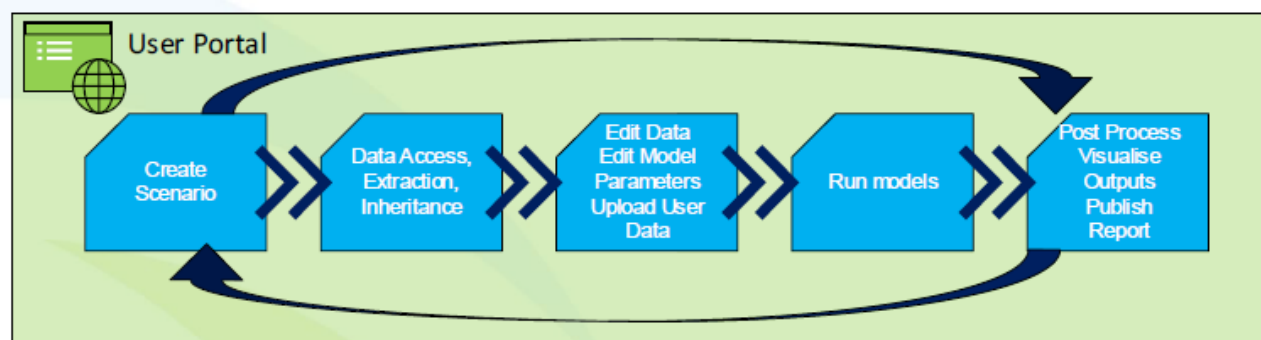 User Portal
Create
Scenario
Data Access,
Extraction,
Inheritance
Edit Data
Edit Model
Parameters
Upload User
Data
Run models
Post Process
Visualise
Outputs
Publish
Report